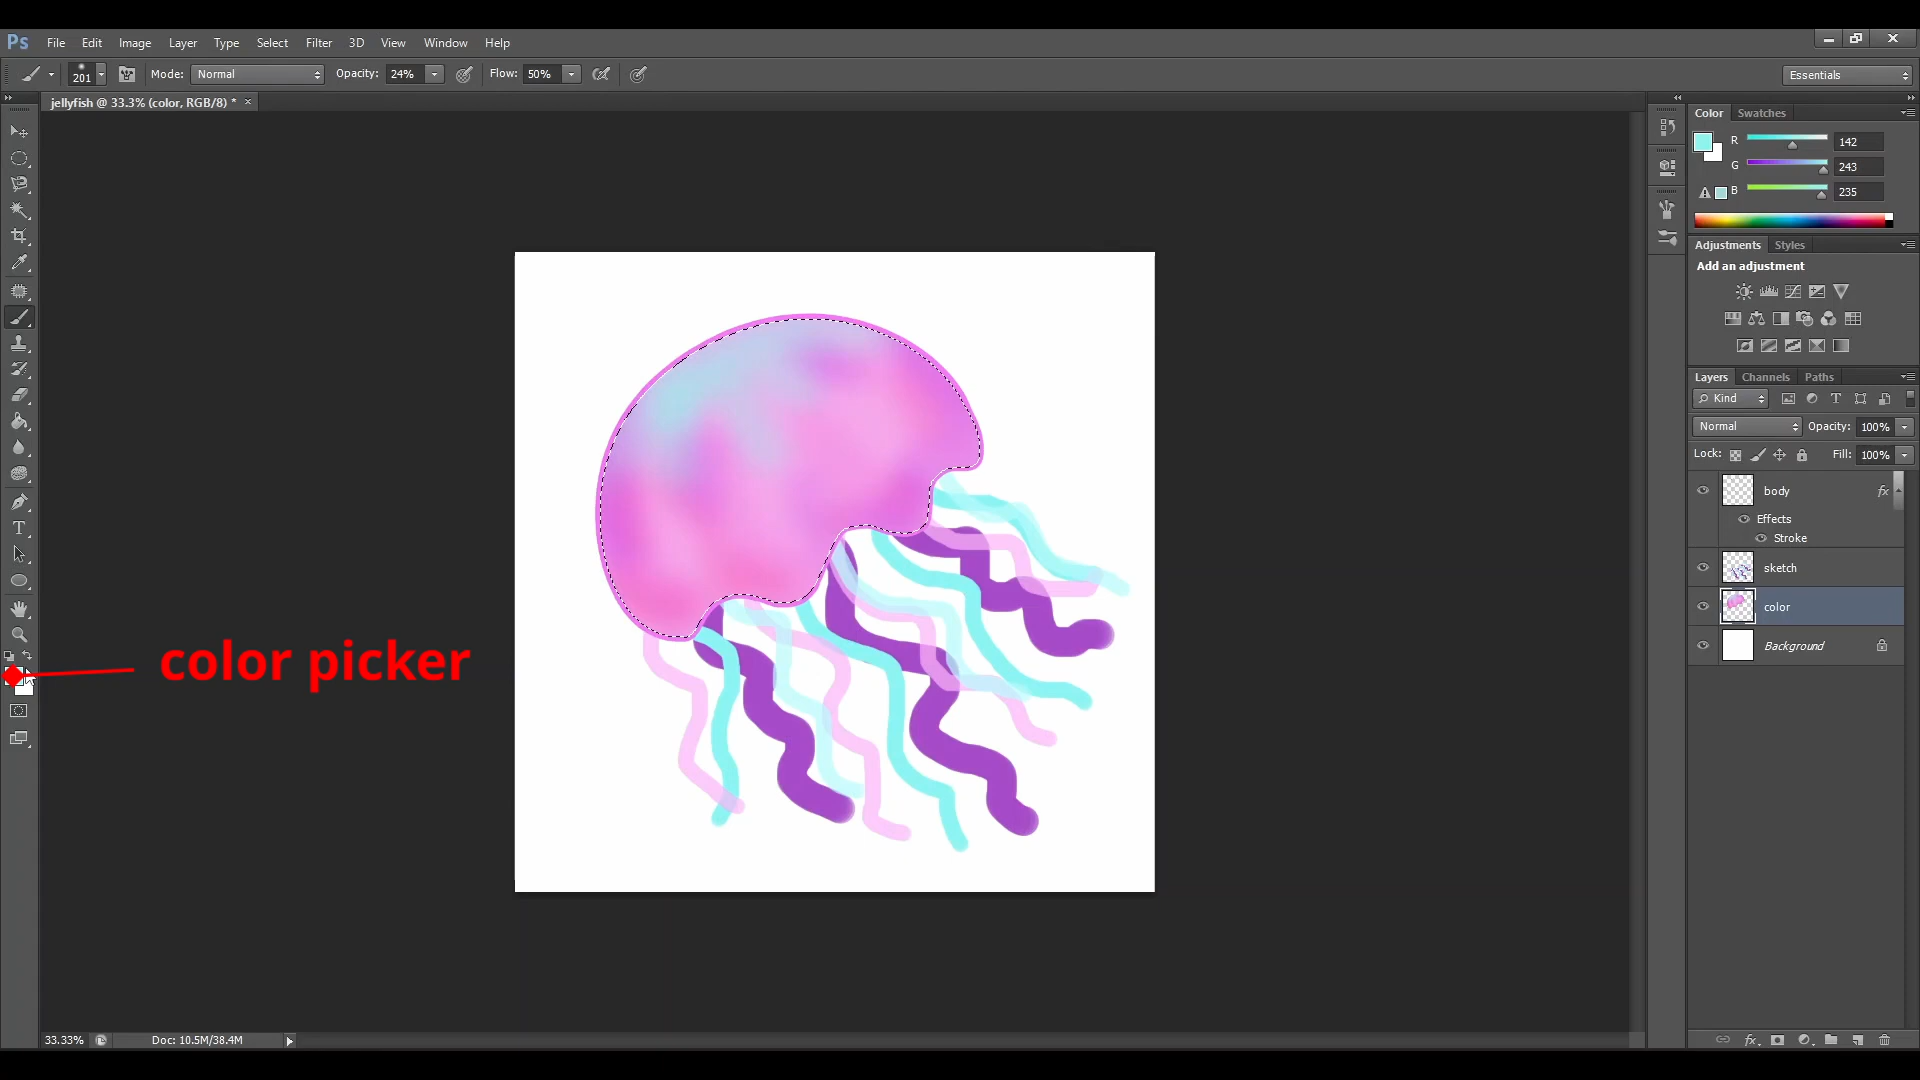 Ps File Edit Image Layer Type Select Filter 3D View Window Help
201 Mode: Normal Opacity: 24% Flow: 50% Essentials
jellyfish @ 33.3% (color, RGB/8) * ×
Color Swatches
R 142
G 243
B 235
Adjustments Styles
Add an adjustment
Layers Channels Paths
Kind
Normal Opacity: 100%
Lock: Fill: 100%
body fx
Effects
Stroke
sketch
color
Background
color picker
33.33% Doc: 10.5M/38.4M
fx